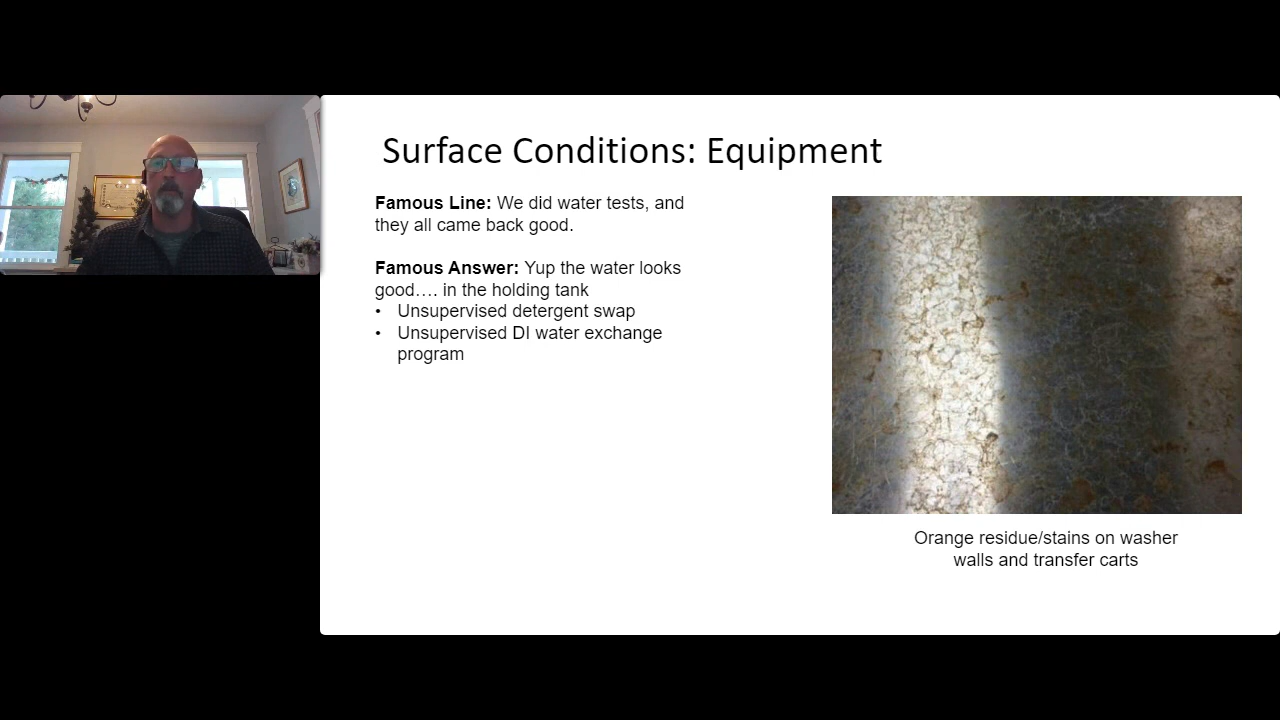 Surface Conditions: Equipment
Famous Line: We did water tests, and
they all came back good.
Famous Answer: Yup the water looks
good…. in the holding tank
• Unsupervised detergent swap
• Unsupervised DI water exchange
program
Orange residue/stains on washer
walls and transfer carts